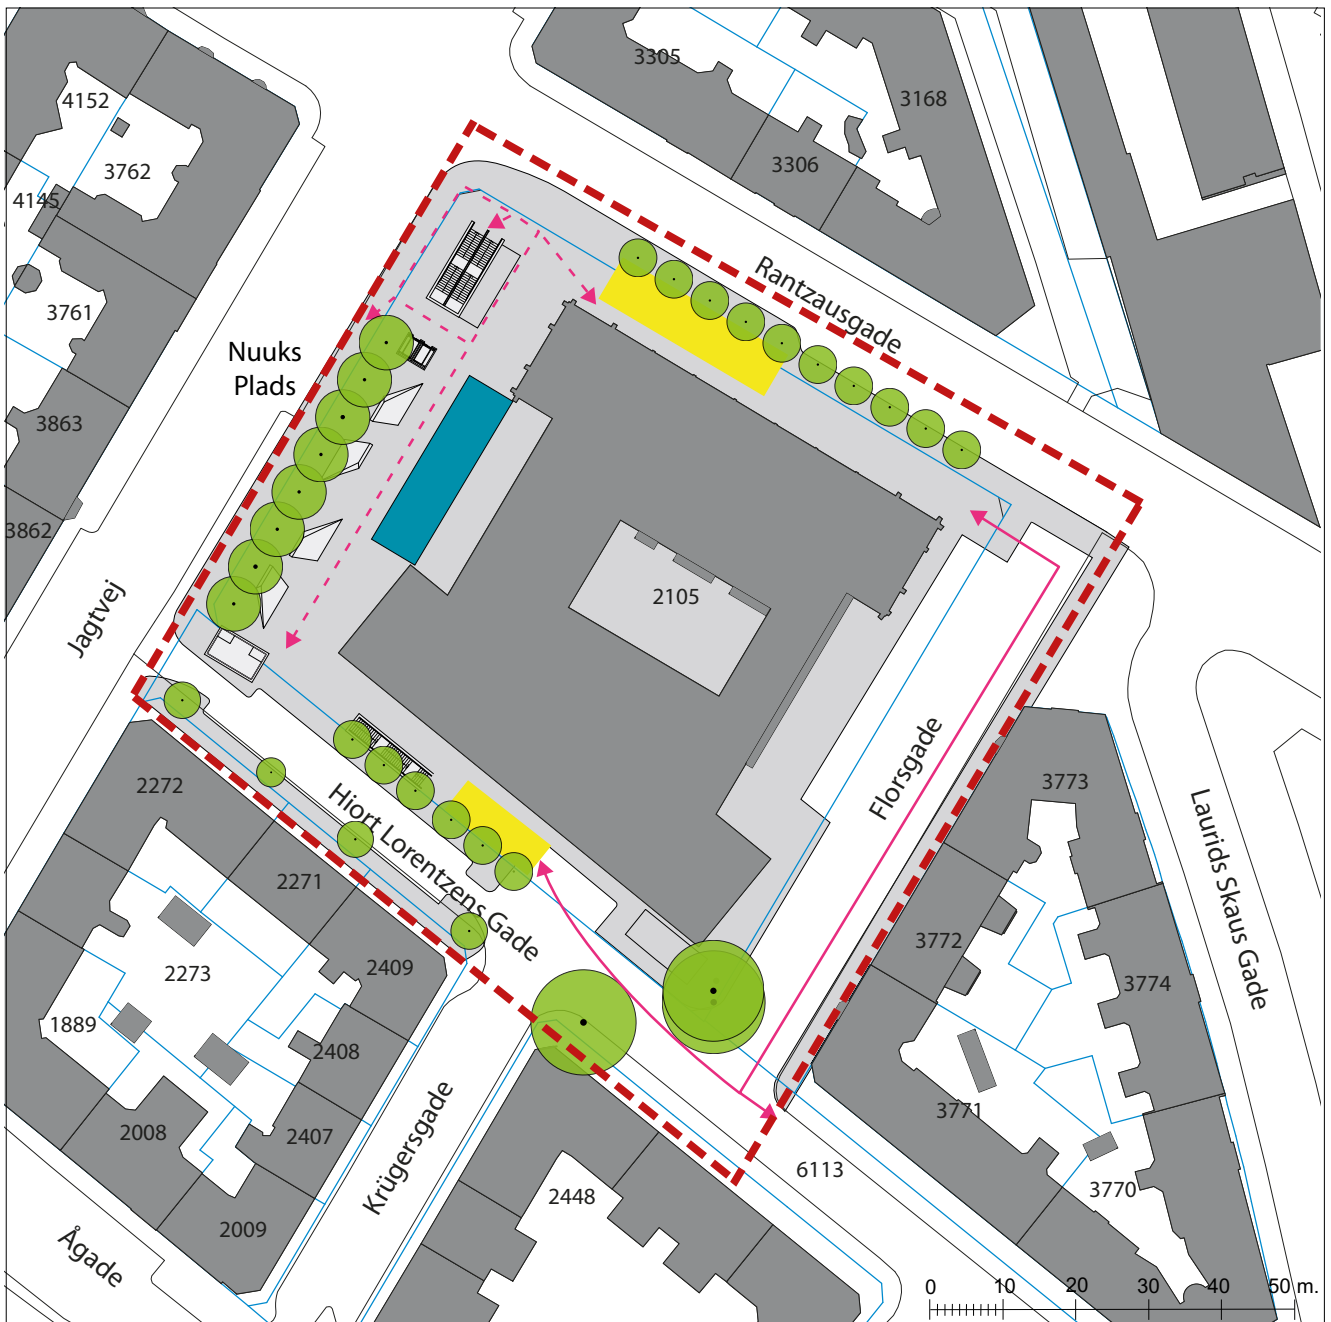 3305
3168
4152
3306
3762
4145
Rantzausgade
3761
Nuuks
Plads
3863
3862
2105
Jagtvej
Florsgade
3773
2272
Hiort Lorentzens Gade
Laurids Skaus Gade
2271
3772
2409
2273
3774
1889
2408
3771
2407
2008
Krügersgade
6113
3770
2448
2009
Ågade
0 10 20 30 40 50 m.